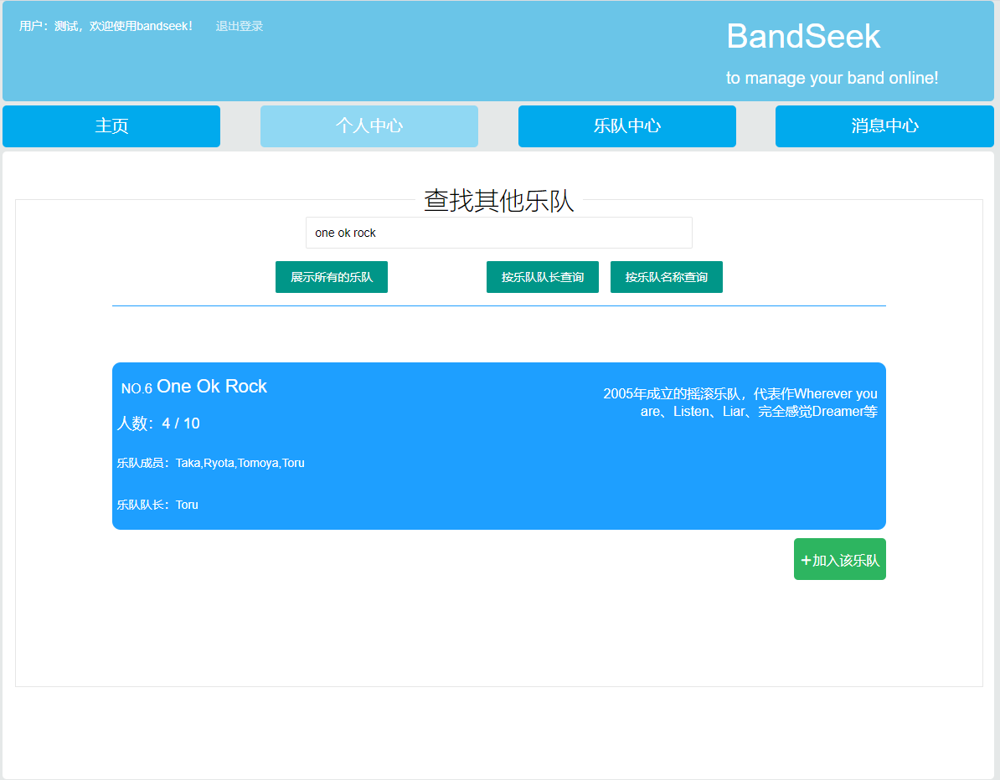 用户：测试，欢迎使用bandseek！ 退出登录
BandSeek
to manage your band online!
主页 个人中心 乐队中心 消息中心
查找其他乐队
one ok rock
展示所有的乐队 按乐队队长查询 按乐队名称查询
NO.6 One Ok Rock
人数：4 / 10
乐队成员：Taka,Ryota,Tomoya,Toru
乐队队长：Toru
2005年成立的摇滚乐队，代表作Wherever you
are、Listen、Liar、完全感觉Dreamer等
+加入该乐队